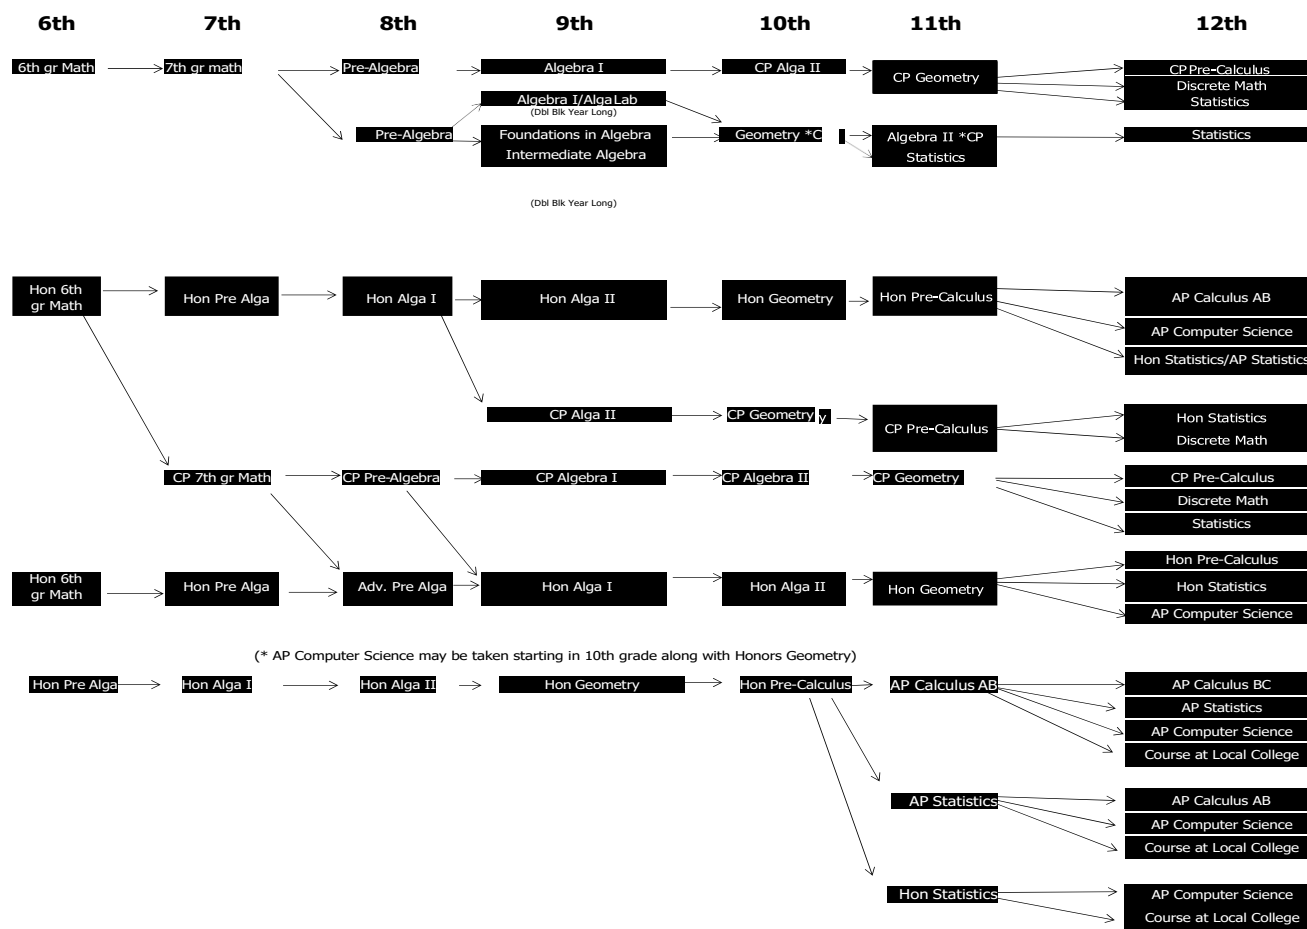 6th 7th 8th 9th 10th 11th 12th
6th gr Math 7th gr math Pre-Algebra Algebra I CP Alga II CP Geometry CP Pre-Calculus
Discrete Math
Algebra I/Alga Lab Statistics
(Dbl Blk Year Long)
Pre-Algebra Foundations in Algebra Geometry *C Algebra II *CP Statistics
Intermediate Algebra Statistics
(Dbl Blk Year Long)
Hon 6th
gr Math Hon Pre Alga Hon Alga I Hon Alga II Hon Geometry Hon Pre-Calculus AP Calculus AB
AP Computer Science
Hon Statistics/AP Statistics
CP Alga II CP Geometry y CP Pre-Calculus Hon Statistics
Discrete Math
CP 7th gr Math CP Pre-Algebra CP Algebra I CP Algebra II CP Geometry CP Pre-Calculus
Discrete Math
Statistics
Hon Pre-Calculus
Hon 6th
gr Math Hon Pre Alga Adv. Pre Alga Hon Alga I Hon Alga II Hon Geometry Hon Statistics
AP Computer Science
(* AP Computer Science may be taken starting in 10th grade along with Honors Geometry)
Hon Pre Alga Hon Alga I Hon Alga II Hon Geometry Hon Pre-Calculus AP Calculus AB AP Calculus BC
AP Statistics
AP Computer Science
Course at Local College
AP Statistics AP Calculus AB
AP Computer Science
Course at Local College
Hon Statistics AP Computer Science
Course at Local College